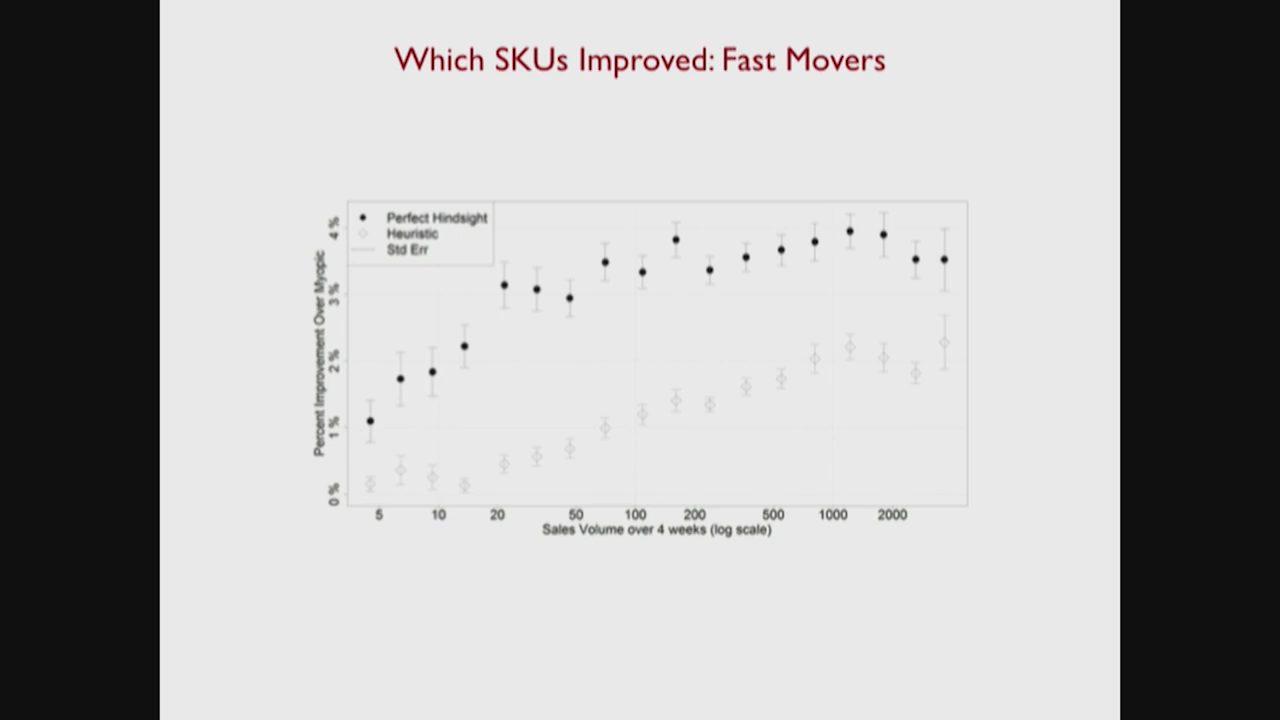 Which SKUs Improved: Fast Movers
Perfect Hindsight
Heuristic
Std Err
Percent Improvement Over Myopic
4 %
3 %
2 %
1 %
0 %
5 10 20 50 100 200 500 1000 2000
Sales Volume over 4 weeks (log scale)